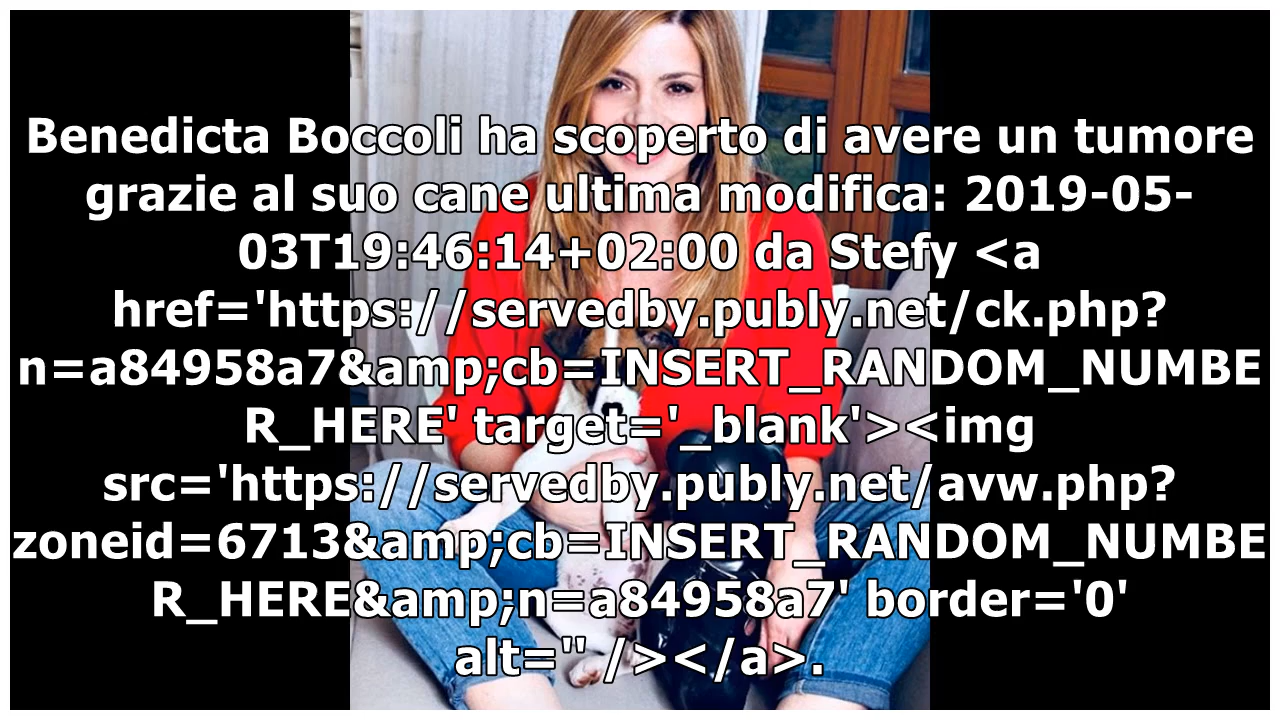 Benedicta Boccoli ha scoperto di avere un tumore
grazie al suo cane ultima modifica: 2019-05-
03T19:46:14+02:00 da Stefy <a
href='https://servedby.publy.net/ck.php?
n=a84958a7&amp;cb=INSERT_RANDOM_NUMBE
R_HERE' target='_blank'><img
src='https://servedby.publy.net/avw.php?
zoneid=6713&amp;cb=INSERT_RANDOM_NUMBE
R_HERE&amp;n=a84958a7' border='0'
alt='' /></a>.